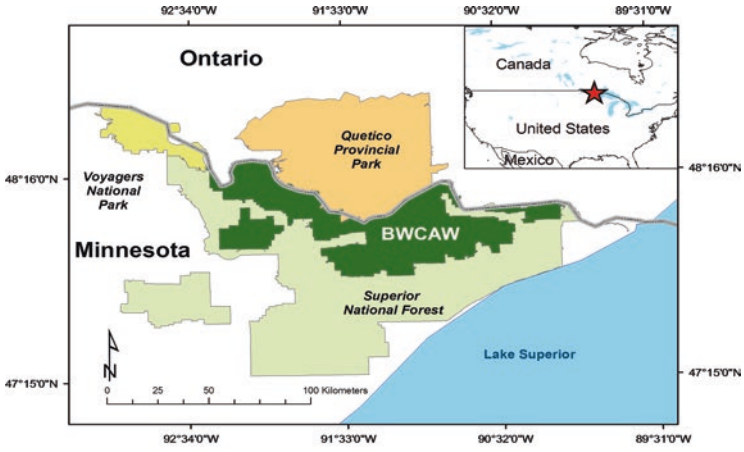 92°34'0"W
91°33'0"W
90°32'0"W
89°31'0"W
Ontario
Canada
United States
Mexico
Quetico
Provincial
Park
48°16'0"N
48°16'0"N
Voyagers
National
Park
BWCAW
Minnesota
Superior
National Forest
Lake Superior
N
47°15'0"N
47°15'0"N
0 25 50 100 Kilometers
92°34'0"W
91°33'0"W
90°32'0"W
89°31'0"W